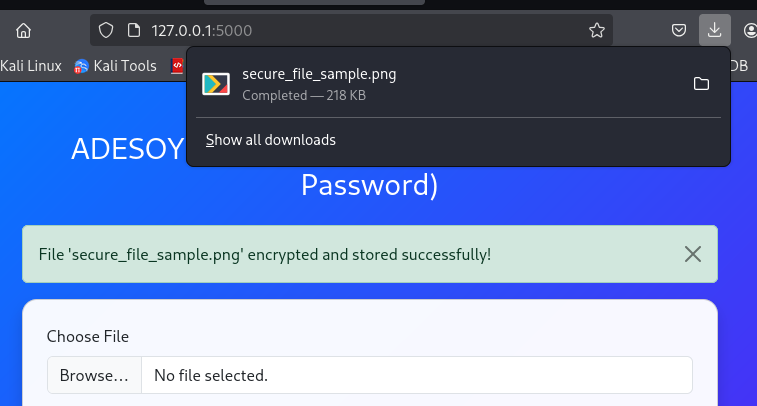 127.0.0.1:5000
Kali Linux
Kali Tools
DB
secure_file_sample.png
Completed — 218 KB
Show all downloads
ADESOY
Password)
File 'secure_file_sample.png' encrypted and stored successfully!
Choose File
Browse...
No file selected.